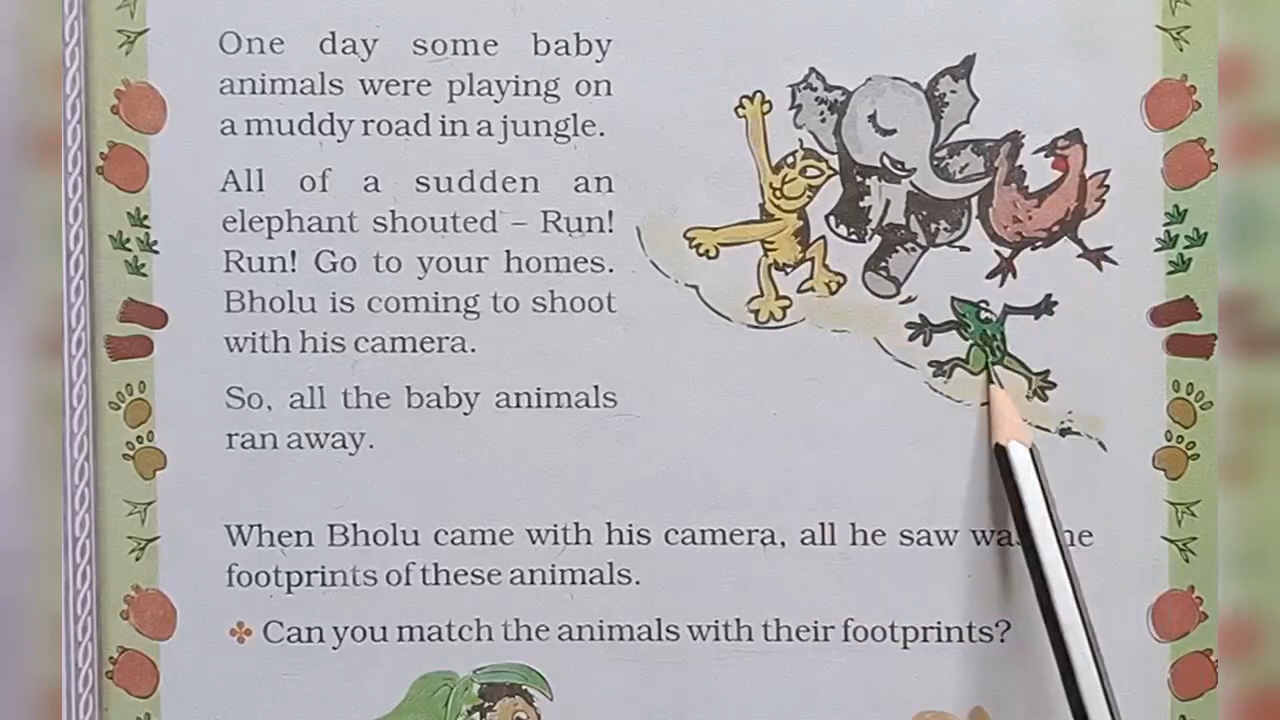 One day some baby
animals were playing on
a muddy road in a jungle.
All of a sudden an
elephant shouted – Run!
Run! Go to your homes.
Bholu is coming to shoot
with his camera.
So, all the baby animals
ran away.
When Bholu came with his camera, all he saw was the
footprints of these animals.
Can you match the animals with their footprints?